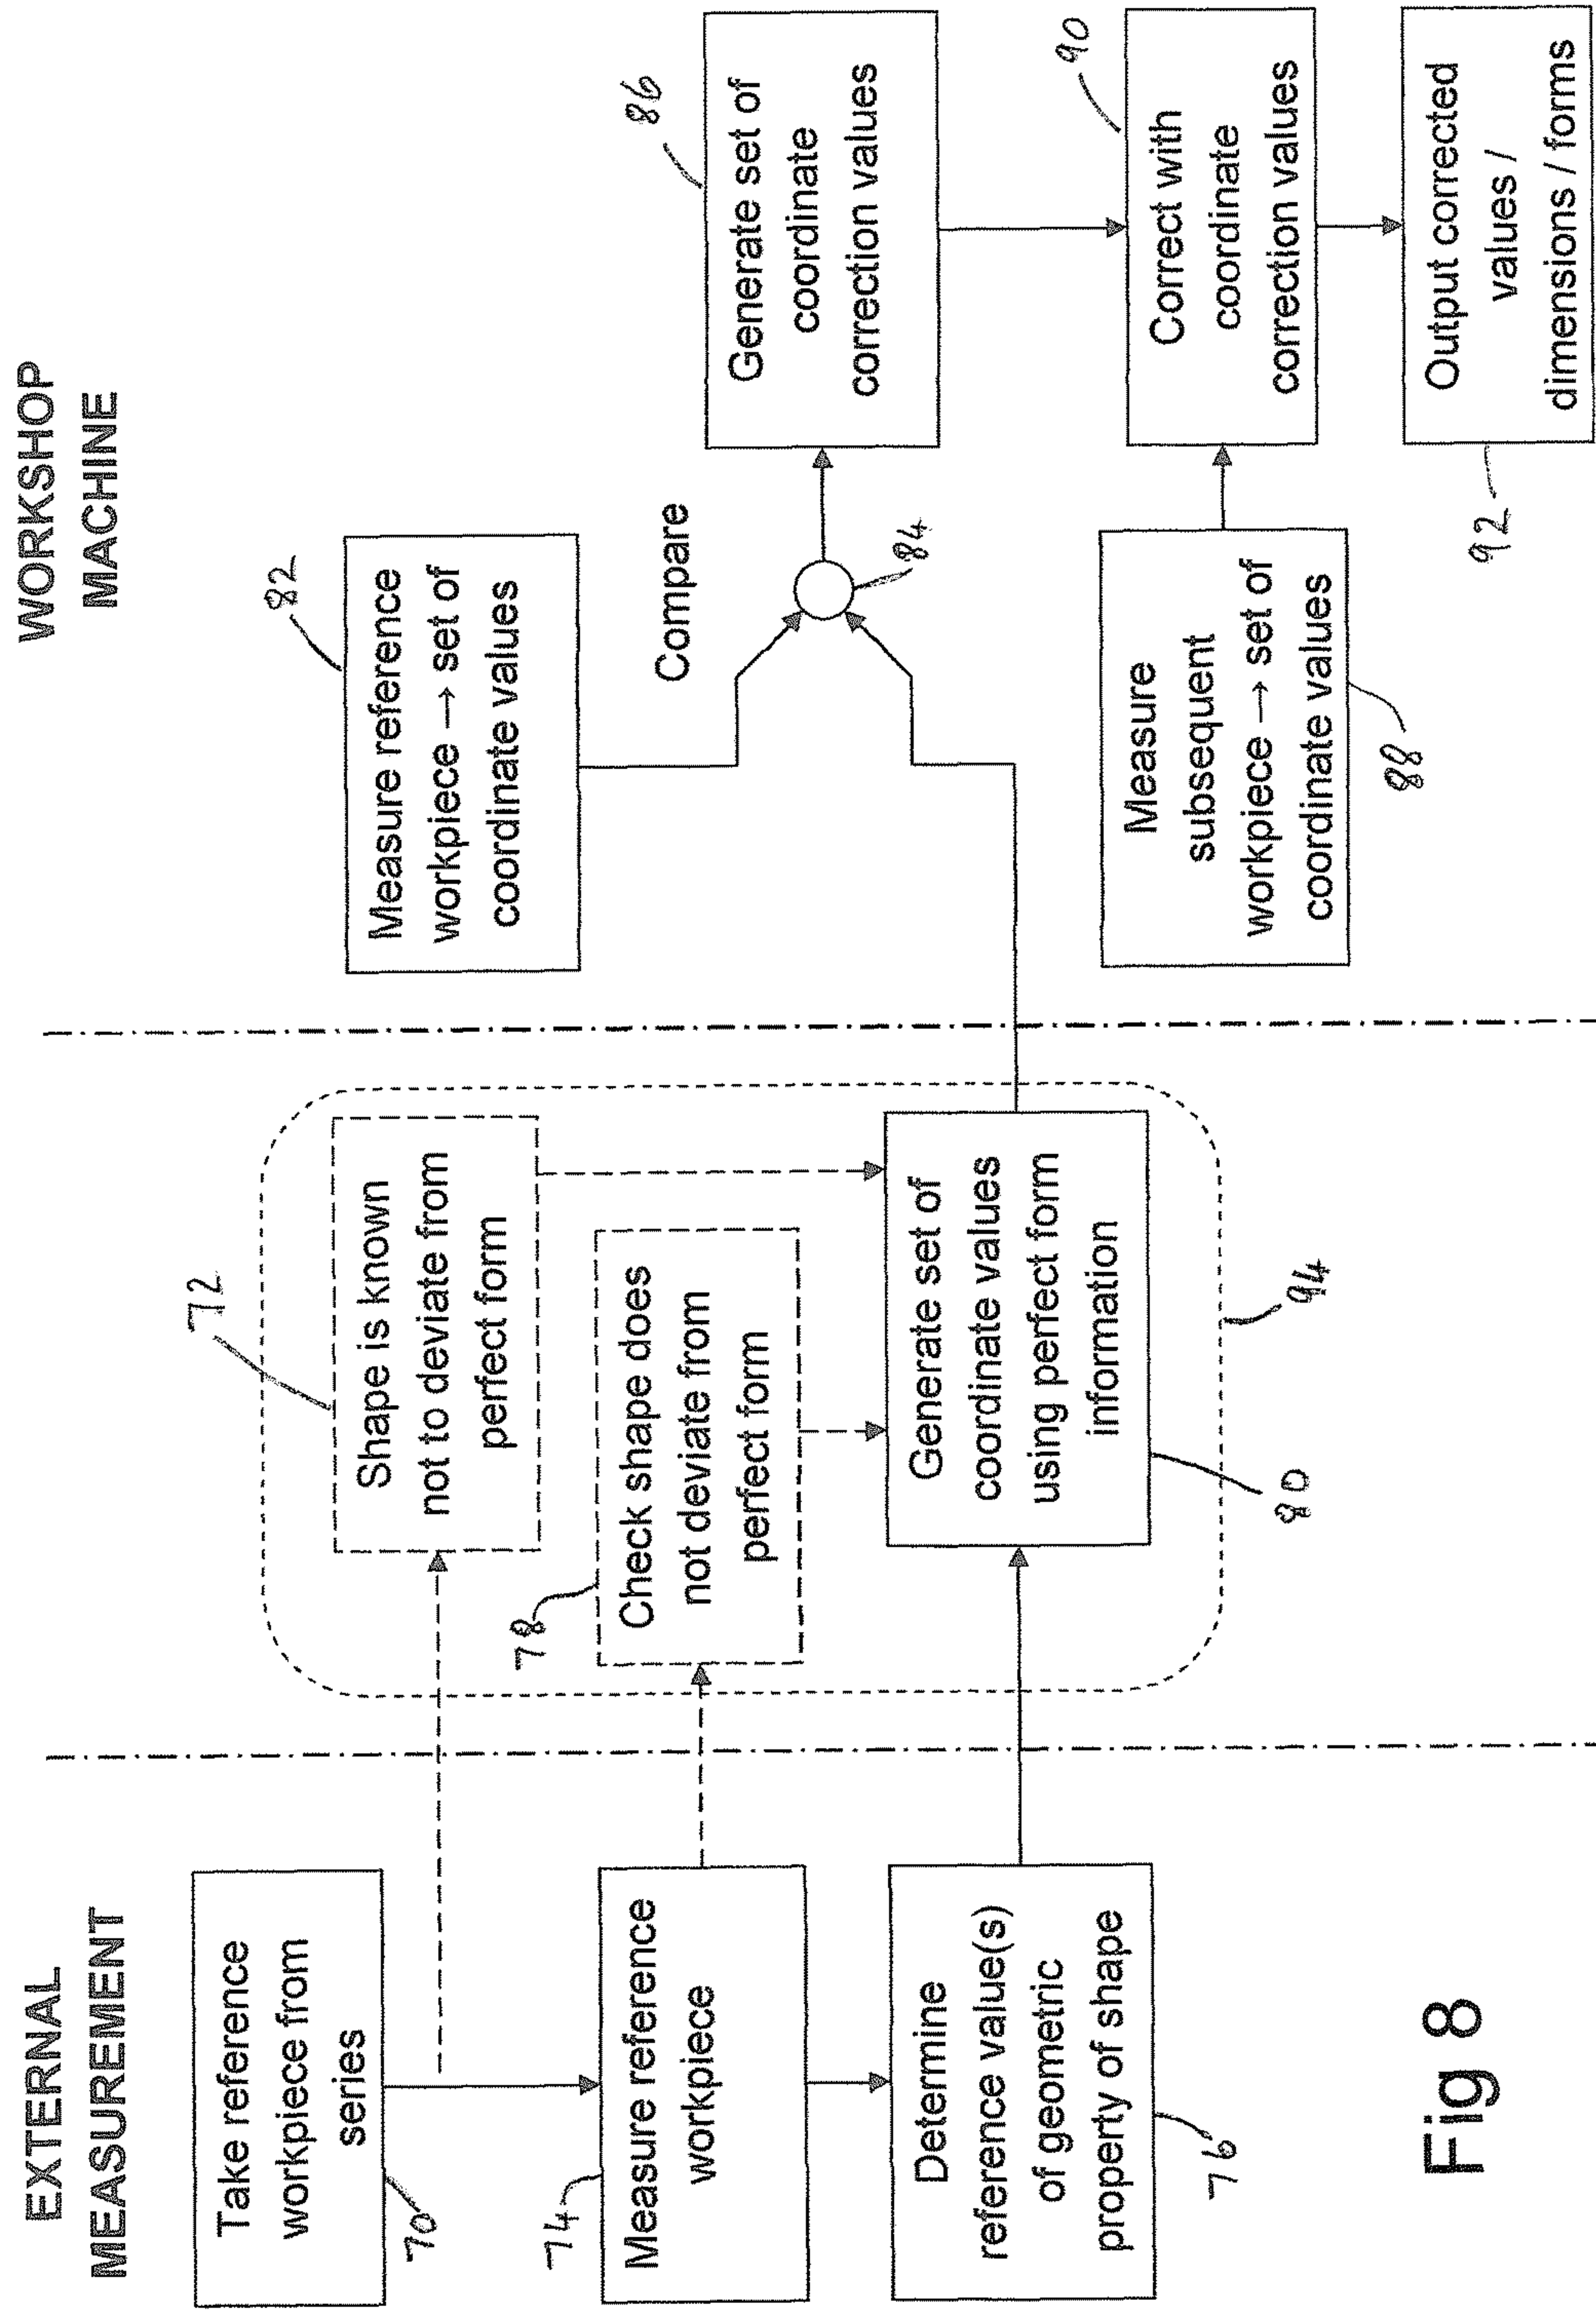 EXTERNAL
MEASUREMENT
Take reference
workpiece from
series
70
74
Measure reference
workpiece
Determine
reference value(s)
of geometric
property of shape
76
72
Shape is known
not to deviate from
perfect form
78
Check shape does
not deviate from
perfect form
Generate set of
coordinate values
using perfect form
information
80
94
WORKSHOP
MACHINE
82
Measure reference
workpiece → set of
coordinate values
Compare
84
86
Generate set of
coordinate
correction values
Measure
subsequent
workpiece → set of
coordinate values
88
90
Correct with
coordinate
correction values
Output corrected
values /
dimensions / forms
92
Fig 8